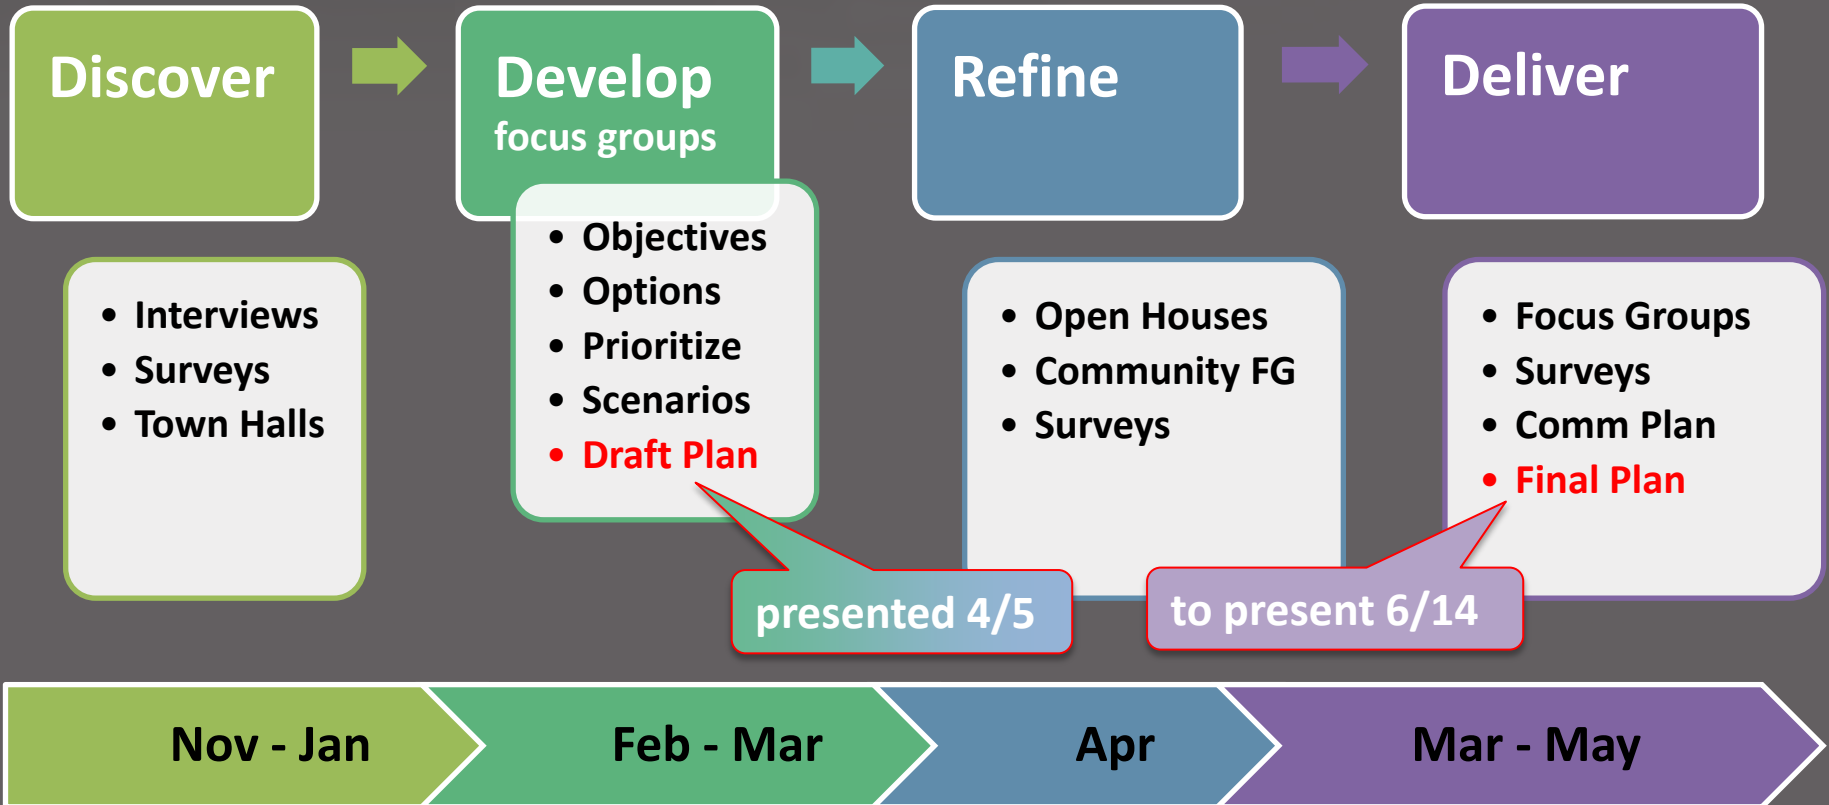 Discover
Develop
focus groups
Refine
Deliver
• Interviews
• Surveys
• Town Halls
• Objectives
• Options
• Prioritize
• Scenarios
• Draft Plan
• Open Houses
• Community FG
• Surveys
• Focus Groups
• Surveys
• Comm Plan
• Final Plan
presented 4/5
to present 6/14
Nov - Jan
Feb - Mar
Apr
Mar - May